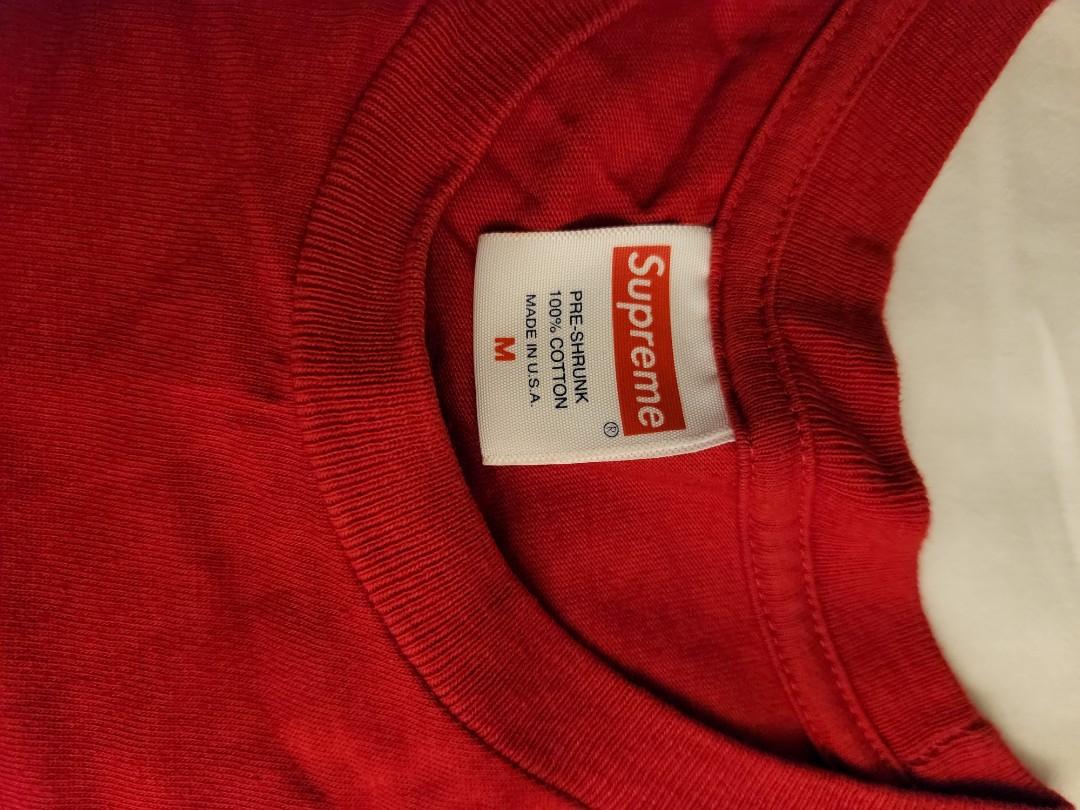 Supreme
®
PRE-SHRUNK
100% COTTON
MADE IN U.S.A.
M